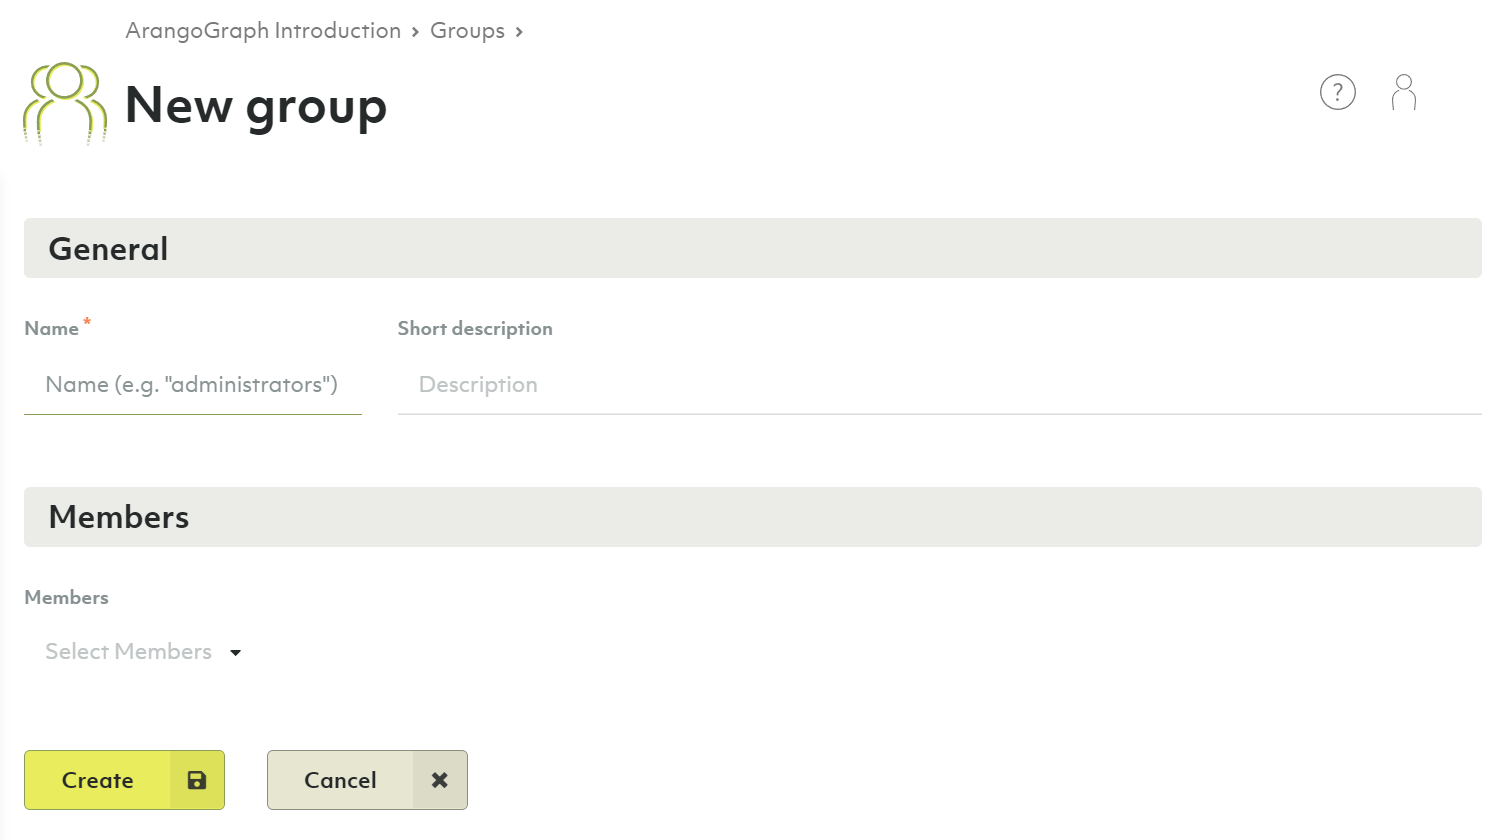 ArangoGraph Introduction › Groups ›
New group
?
General
Name * Short description
Name (e.g. "administrators") Description
Members
Members
Select Members
Create Cancel